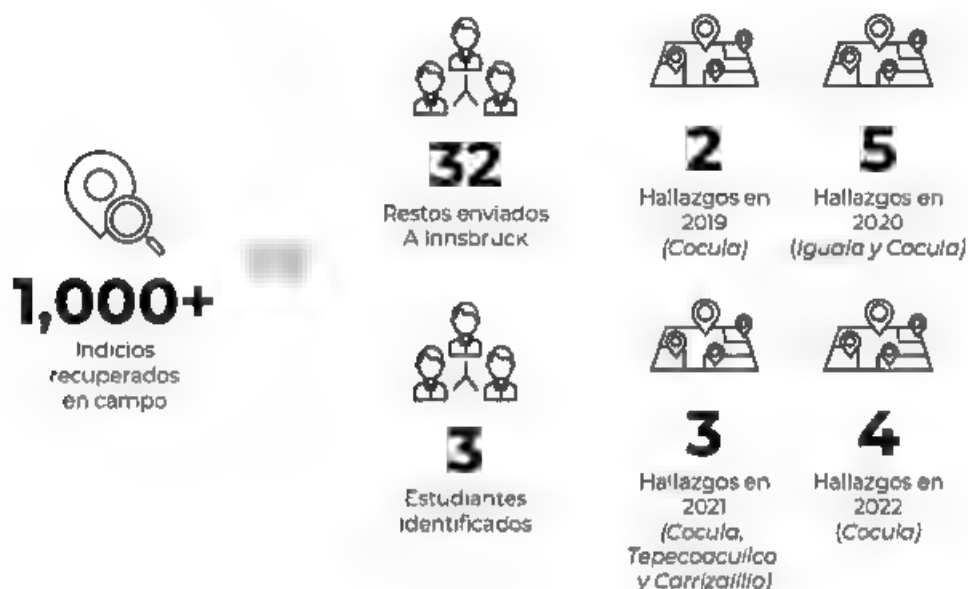 1,000+
Indicios
recuperados
en campo
32
Restos enviados
A Innsbruck
3
Estudiantes
identificados
2
Hallazgos en
2019
(Cocula)
5
Hallazgos en
2020
(Iguala y Cocula)
3
Hallazgos en
2021
(Cocula,
Tepecoacuilco
y Carrizalillo)
4
Hallazgos en
2022
(Cocula)